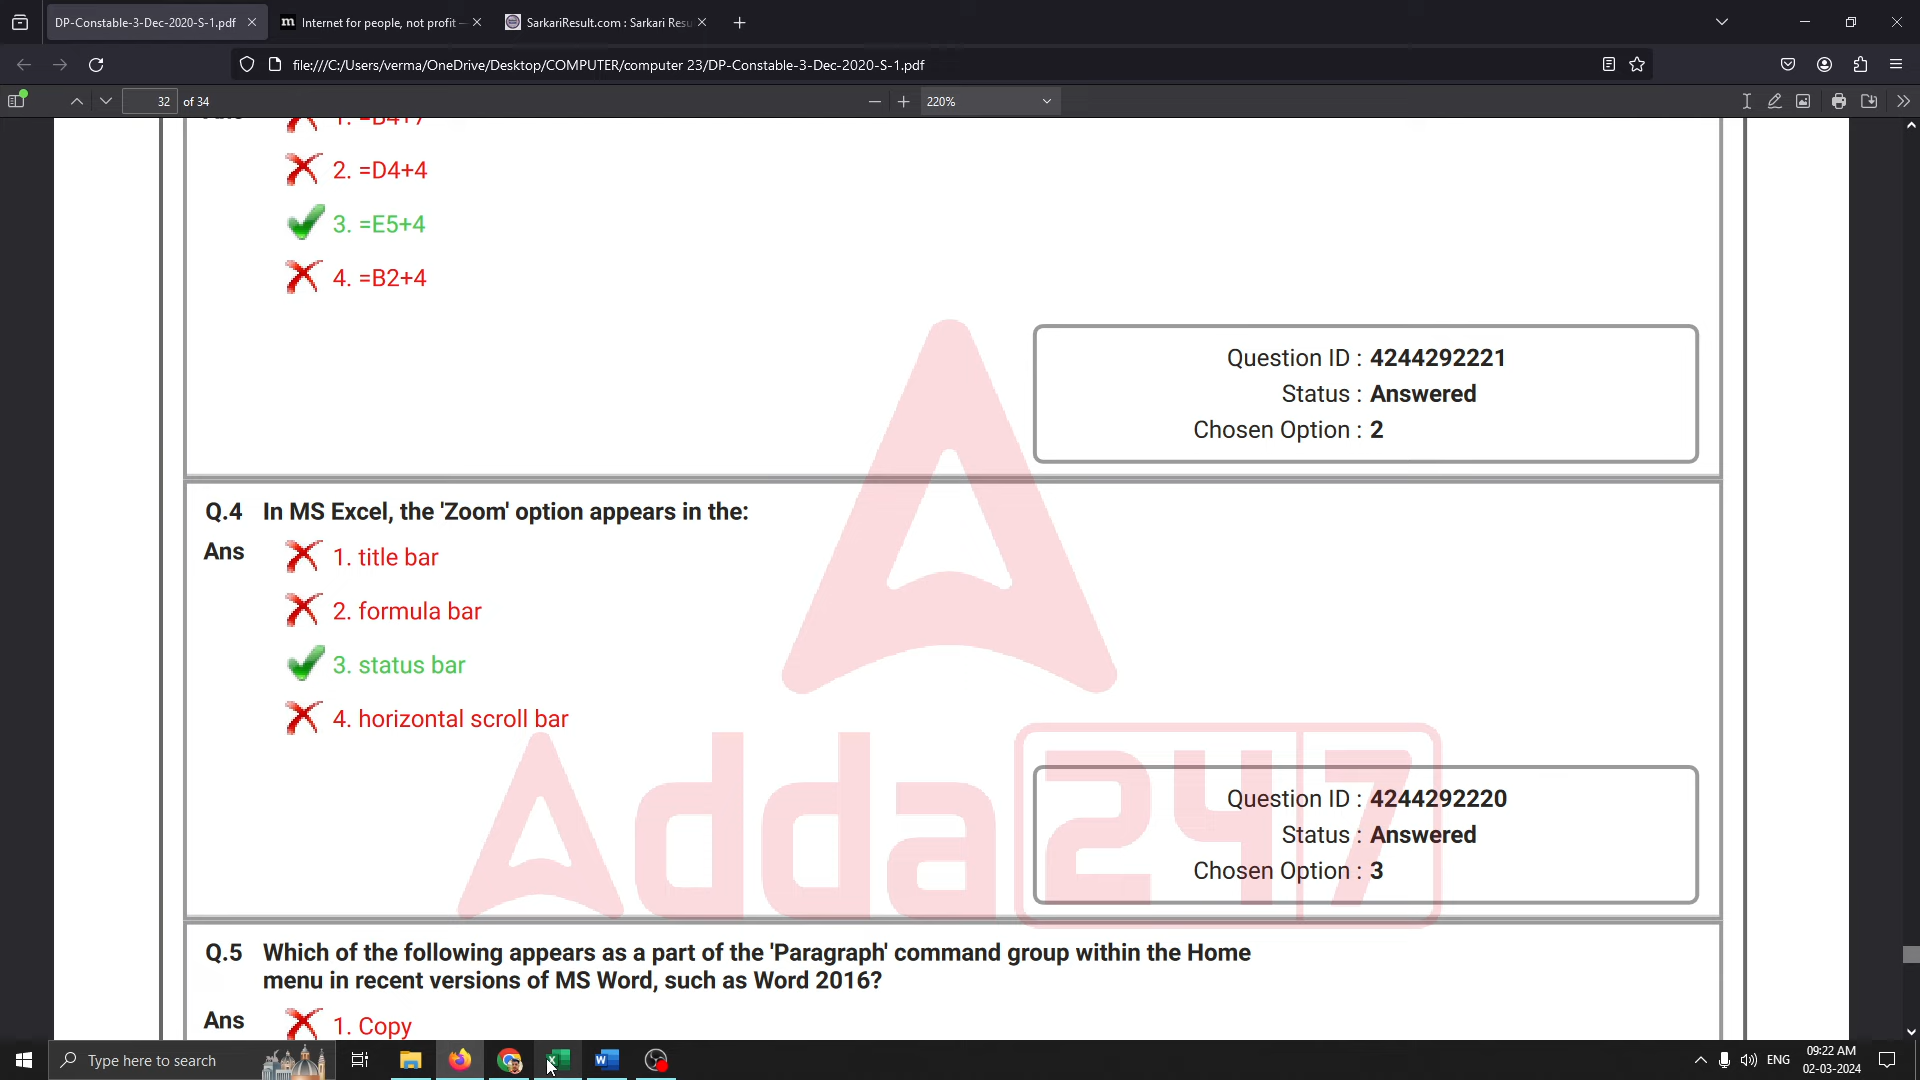 DP-Constable-3-Dec-2020-S-1.pdf
Internet for people, not profit —
SarkariResult.com : Sarkari Resu
file:///C:/Users/verma/OneDrive/Desktop/COMPUTER/computer 23/DP-Constable-3-Dec-2020-S-1.pdf
32 of 34
220%
2. =D4+4
3. =E5+4
4. =B2+4
Question ID : 4244292221
Status : Answered
Chosen Option : 2
Q.4 In MS Excel, the 'Zoom' option appears in the:
Ans 1. title bar
2. formula bar
3. status bar
4. horizontal scroll bar
Adda 247
Question ID : 4244292220
Status : Answered
Chosen Option : 3
Q.5 Which of the following appears as a part of the 'Paragraph' command group within the Home
menu in recent versions of MS Word, such as Word 2016?
Ans 1. Copy
Type here to search
ENG
09:22 AM
02-03-2024